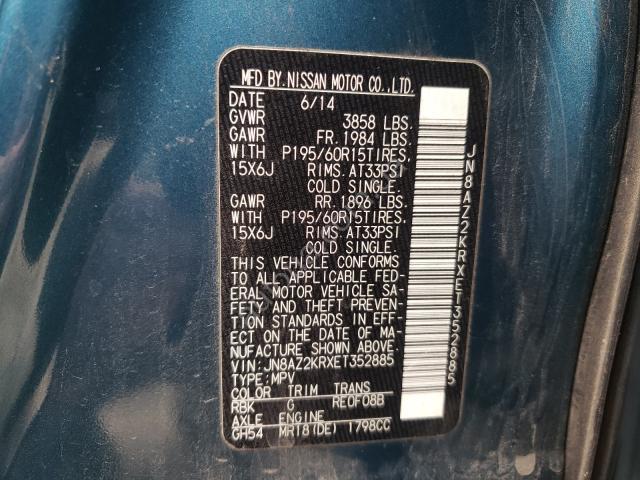 MFD BY NISSAN MOTOR CO.,LTD.
DATE 6/14
GVWR 3858 LBS.
GAWR FR. 1984 LBS.
WITH P195/60R15TIRES,
15X6J RIMS. AT33PSI
COLD SINGLE.
GAWR RR. 1896 LBS.
WITH P195/60R15TIRES.
15X6J RIMS. AT33PSI
COLD SINGLE.
THIS VEHICLE CONFORMS
TO ALL APPLICABLE FED-
ERAL MOTOR VEHICLE SA-
FETY AND THEFT PREVEN-
TION STANDARDS IN EFF-
ECT ON THE DATE OF MA-
NUFACTURE SHOWN ABOVE.
VIN: JN8AZ2KRXET352885
TYPE: MPV
COLOR TRIM TRANS
RBK G RE0F08B
AXLE ENGINE
GH54 MR18(DE) 1798CC
JN8AZ2KRXET352885